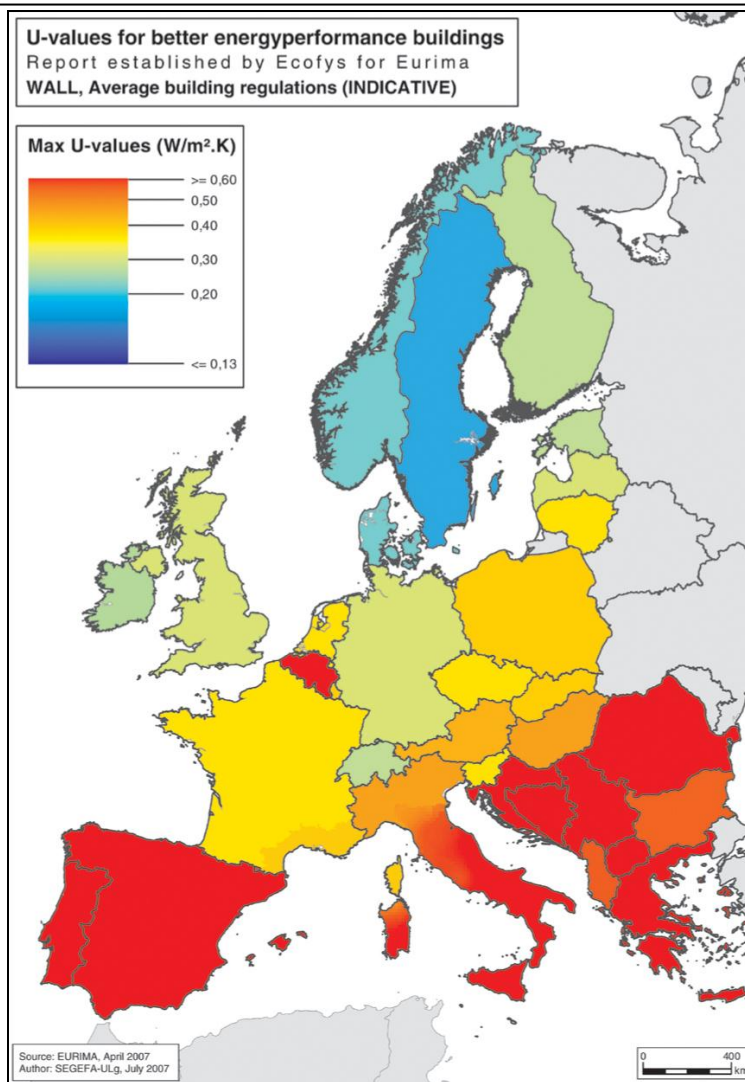 U-values for better energyperformance buildings
Report established by Ecofys for Eurima
WALL, Average building regulations (INDICATIVE)
Max U-values (W/m².K)
>= 0,60
0,50
0,40
0,30
0,20
<= 0,13
Source: EURIMA, April 2007
Author: SEGEFA-ULg, July 2007
0 400
km